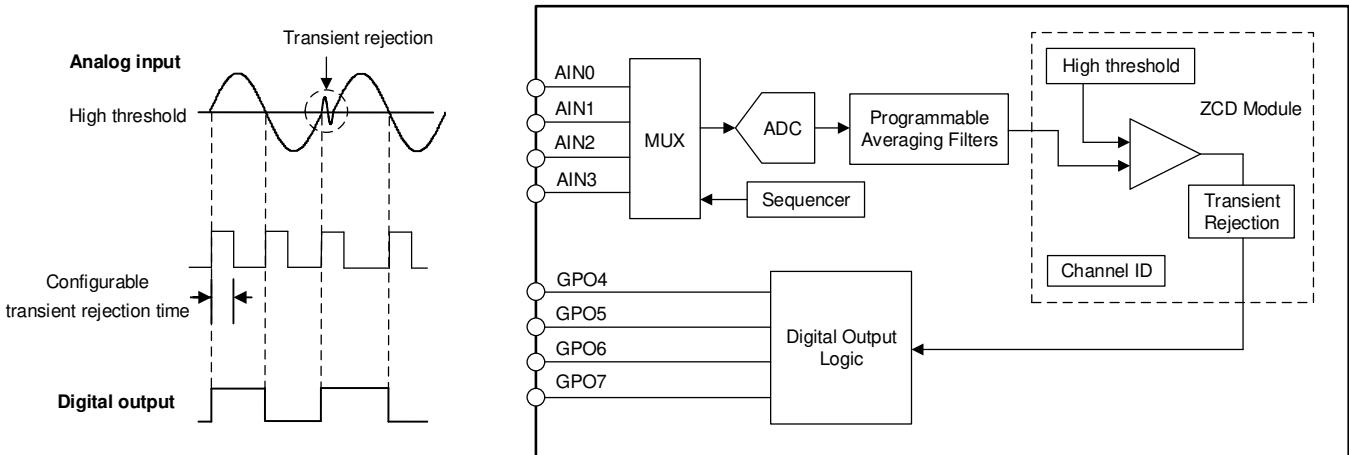 Transient rejection
Analog input
High threshold
Configurable
transient rejection time
Digital output
AIN0
AIN1
AIN2
AIN3
MUX
ADC
Programmable
Averaging Filters
Sequencer
High threshold
ZCD Module
Transient
Rejection
Channel ID
GPO4
GPO5
GPO6
GPO7
Digital Output
Logic